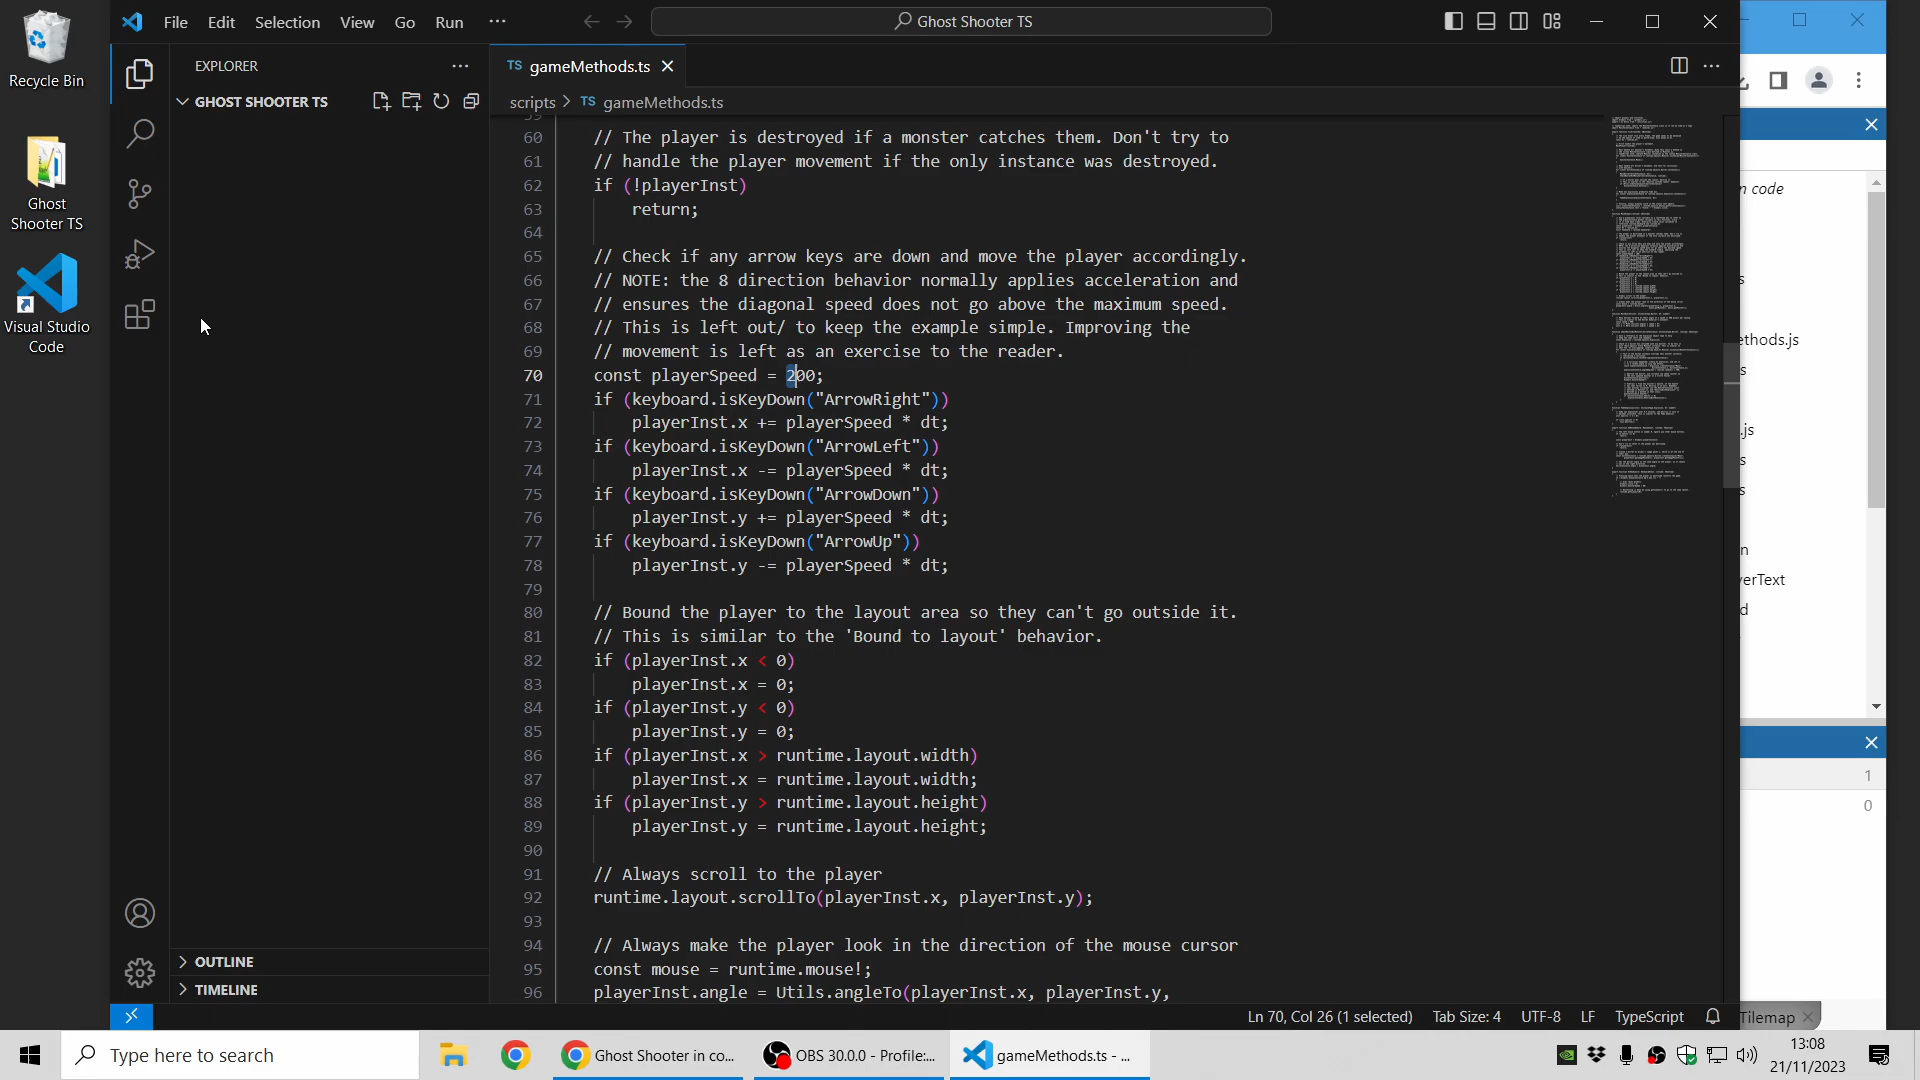 Recycle Bin
Ghost
Shooter TS
Visual Studio
Code
File Edit Selection View Go Run
Ghost Shooter TS
EXPLORER
GHOST SHOOTER TS
OUTLINE
TIMELINE
TS gameMethods.ts
scripts > TS gameMethods.ts
60 // The player is destroyed if a monster catches them. Don't try to
61 // handle the player movement if the only instance was destroyed.
62 if (!playerInst)
63 return;
64
65 // Check if any arrow keys are down and move the player accordingly.
66 // NOTE: the 8 direction behavior normally applies acceleration and
67 // ensures the diagonal speed does not go above the maximum speed.
68 // This is left out/ to keep the example simple. Improving the
69 // movement is left as an exercise to the reader.
70 const playerSpeed = 200;
71 if (keyboard.isKeyDown("ArrowRight"))
72 playerInst.x += playerSpeed * dt;
73 if (keyboard.isKeyDown("ArrowLeft"))
74 playerInst.x -= playerSpeed * dt;
75 if (keyboard.isKeyDown("ArrowDown"))
76 playerInst.y += playerSpeed * dt;
77 if (keyboard.isKeyDown("ArrowUp"))
78 playerInst.y -= playerSpeed * dt;
79
80 // Bound the player to the layout area so they can't go outside it.
81 // This is similar to the 'Bound to layout' behavior.
82 if (playerInst.x < 0)
83 playerInst.x = 0;
84 if (playerInst.y < 0)
85 playerInst.y = 0;
86 if (playerInst.x > runtime.layout.width)
87 playerInst.x = runtime.layout.width;
88 if (playerInst.y > runtime.layout.height)
89 playerInst.y = runtime.layout.height;
90
91 // Always scroll to the player
92 runtime.layout.scrollTo(playerInst.x, playerInst.y);
93
94 // Always make the player look in the direction of the mouse cursor
95 const mouse = runtime.mouse!;
96 playerInst.angle = Utils.angleTo(playerInst.x, playerInst.y,
n code
s
ethods.js
s
.js
s
s
n
verText
d
1
0
Tilemap
Ln 70, Col 26 (1 selected) Tab Size: 4 UTF-8 LF TypeScript
Type here to search
Ghost Shooter in co...
OBS 30.0.0 - Profile:...
gameMethods.ts - ...
13:08
21/11/2023